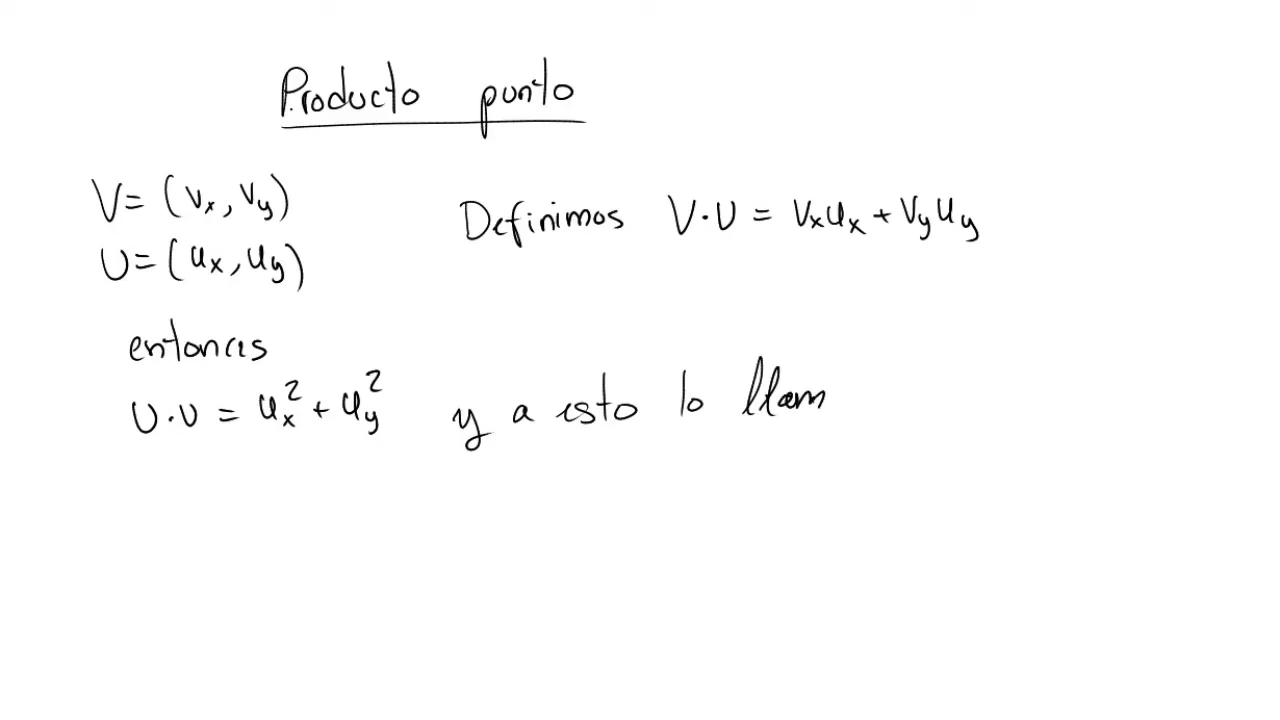 Producto punto
V = (Vx, Vy)
Definimos V·U = VxUx + VyUy
U = (Ux, Uy)
entonces
U·U = Ux² + Uy² y a esto lo llam